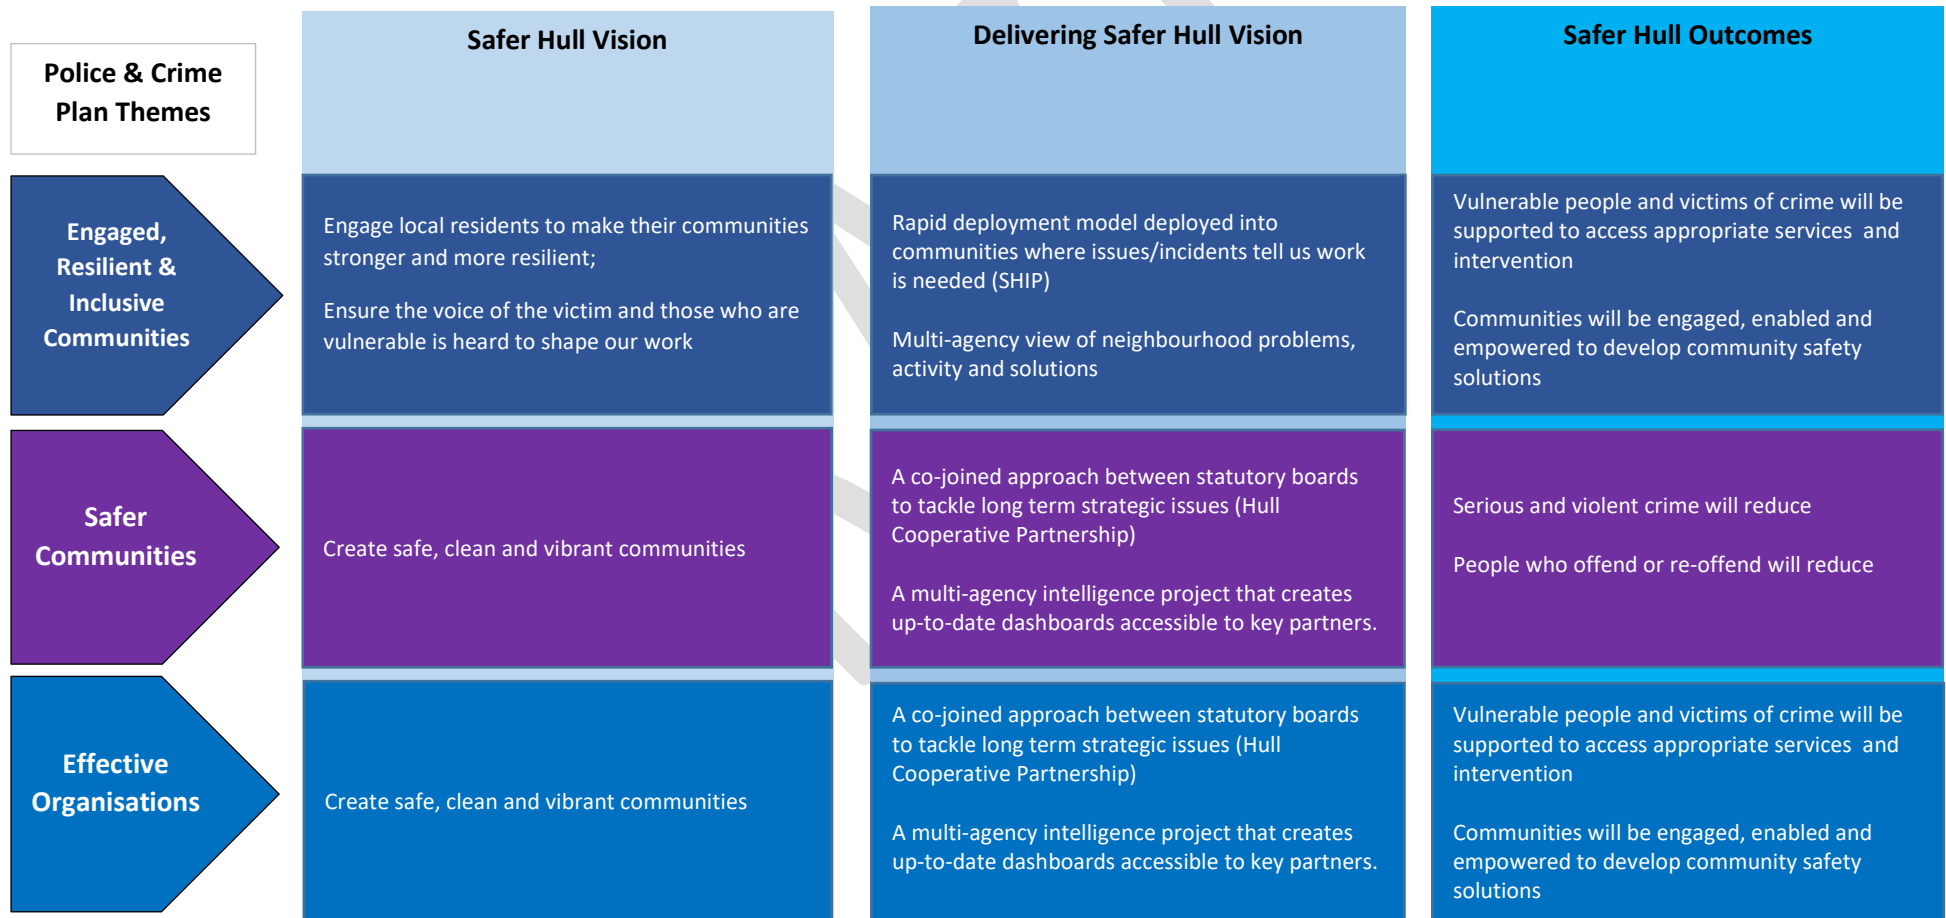 Police & Crime
Plan Themes
Safer Hull Vision
Delivering Safer Hull Vision
Safer Hull Outcomes
Engaged,
Resilient &
Inclusive
Communities
Engage local residents to make their communities
stronger and more resilient;
Ensure the voice of the victim and those who are
vulnerable is heard to shape our work
Rapid deployment model deployed into
communities where issues/incidents tell us work
is needed (SHIP)
Multi-agency view of neighbourhood problems,
activity and solutions
Vulnerable people and victims of crime will be
supported to access appropriate services  and
intervention
Communities will be engaged, enabled and
empowered to develop community safety
solutions
Safer
Communities
Create safe, clean and vibrant communities
A co-joined approach between statutory boards
to tackle long term strategic issues (Hull
Cooperative Partnership)
A multi-agency intelligence project that creates
up-to-date dashboards accessible to key partners.
Serious and violent crime will reduce
People who offend or re-offend will reduce
Effective
Organisations
Create safe, clean and vibrant communities
A co-joined approach between statutory boards
to tackle long term strategic issues (Hull
Cooperative Partnership)
A multi-agency intelligence project that creates
up-to-date dashboards accessible to key partners.
Vulnerable people and victims of crime will be
supported to access appropriate services  and
intervention
Communities will be engaged, enabled and
empowered to develop community safety
solutions